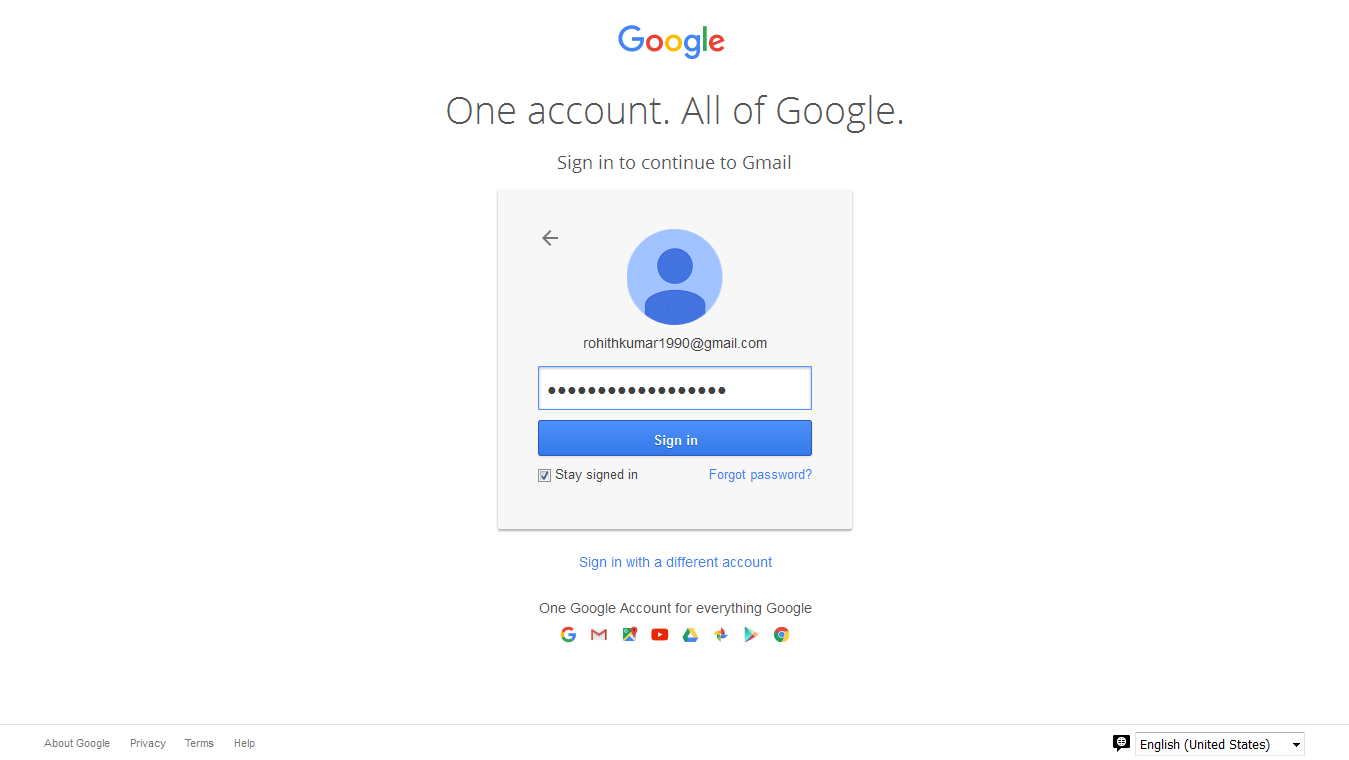 Google
One account. All of Google.
Sign in to continue to Gmail
rohithkumar1990@gmail.com
••••••••••••••••••
Sign in
Stay signed in
Forgot password?
Sign in with a different account
One Google Account for everything Google
About Google
Privacy
Terms
Help
English (United States)